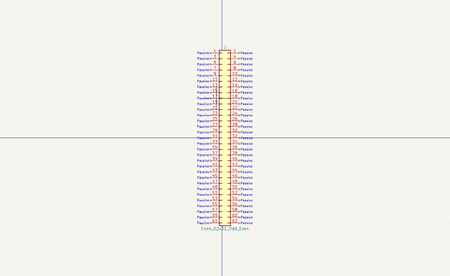 J
Passive 1 2 Passive
Passive 3 4 Passive
Passive 5 6 Passive
Passive 7 8 Passive
Passive 9 10 Passive
Passive 11 12 Passive
Passive 13 14 Passive
Passive 15 16 Passive
Passive 17 18 Passive
Passive 19 20 Passive
Passive 21 22 Passive
Passive 23 24 Passive
Passive 25 26 Passive
Passive 27 28 Passive
Passive 29 30 Passive
Passive 31 32 Passive
Passive 33 34 Passive
Passive 35 36 Passive
Passive 37 38 Passive
Passive 39 40 Passive
Passive 41 42 Passive
Passive 43 44 Passive
Passive 45 46 Passive
Passive 47 48 Passive
Passive 49 50 Passive
Passive 51 52 Passive
Passive 53 54 Passive
Passive 55 56 Passive
Passive 57 58 Passive
Passive 59 60 Passive
Passive 61 62 Passive
Conn_02x31_Odd_Even